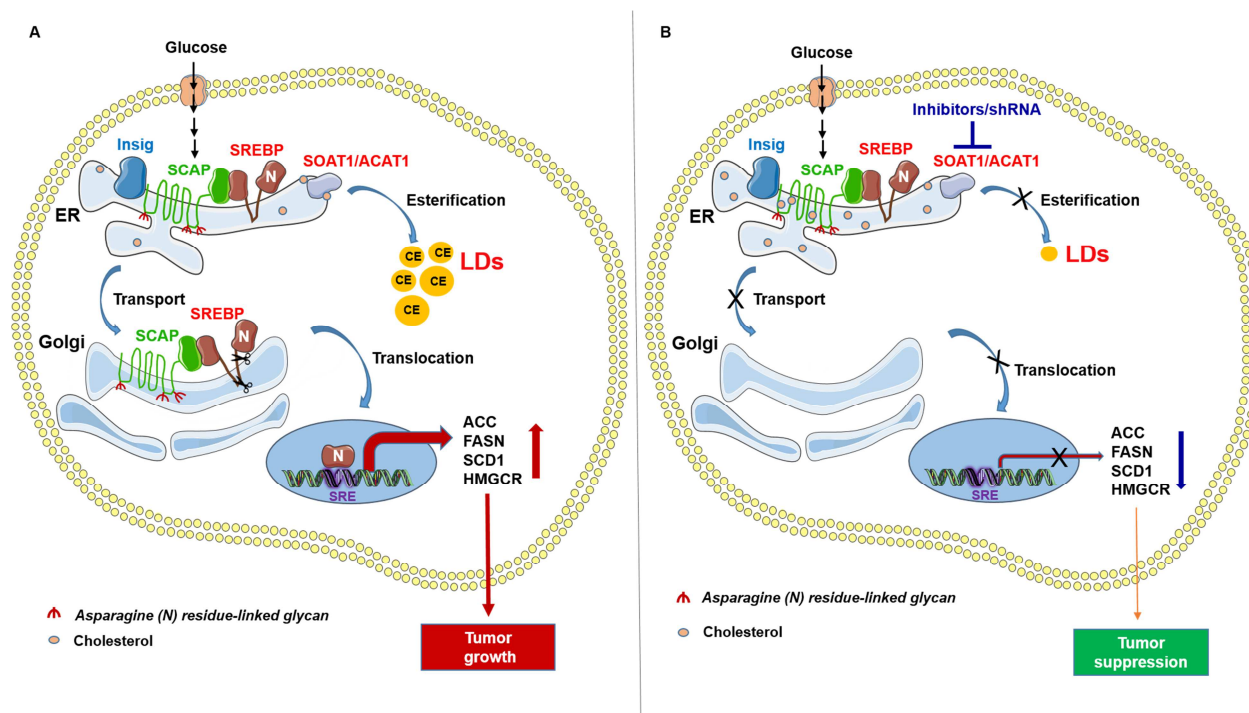 A
Glucose
Insig
SCAP
SREBP
N
SOAT1/ACAT1
ER
Esterification
CE
CE
CE
CE
CE
LDs
Transport
SREBP
SCAP
N
Golgi
Translocation
N
SRE
ACC
FASN
SCD1
HMGCR
Asparagine (N) residue-linked glycan
Cholesterol
Tumor
growth
B
Glucose
Inhibitors/shRNA
Insig
SCAP
SREBP
N
SOAT1/ACAT1
ER
Esterification
X
LDs
X
Transport
Golgi
X
Translocation
SRE
X
ACC
FASN
SCD1
HMGCR
Asparagine (N) residue-linked glycan
Cholesterol
Tumor
suppression